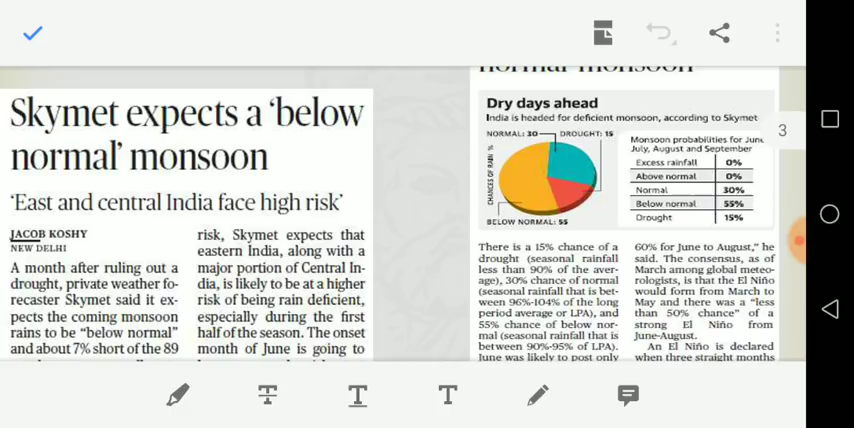 Skymet expects a ‘below
normal’ monsoon
‘East and central India face high risk’
JACOB KOSHY
NEW DELHI
A month after ruling out a
drought, private weather fo-
recaster Skymet said it ex-
pects the coming monsoon
rains to be “below normal”
and about 7% short of the 89
risk, Skymet expects that
eastern India, along with a
major portion of Central In-
dia, is likely to be at a higher
risk of being rain deficient,
especially during the first
half of the season. The onset
month of June is going to
normal monsoon
Dry days ahead
India is headed for deficient monsoon, according to Skymet
NORMAL: 30
DROUGHT: 15
CHANCES OF RAIN %
BELOW NORMAL: 55
Monsoon probabilities for June
July, August and September
Excess rainfall 0%
Above normal 0%
Normal 30%
Below normal 55%
Drought 15%
3
There is a 15% chance of a
drought (seasonal rainfall
less than 90% of the aver-
age), 30% chance of normal
(seasonal rainfall that is bet-
ween 96%-104% of the long
period average or LPA), and
55% chance of below nor-
mal (seasonal rainfall that is
between 90%-95% of LPA).
June was likely to post only
60% for June to August,” he
said. The consensus, as of
March among global meteo-
rologists, is that the El Niño
would form from March to
May and there was a “less
than 50% chance” of a
strong El Niño from
June-August.
An El Niño is declared
when three straight months
T
T
T